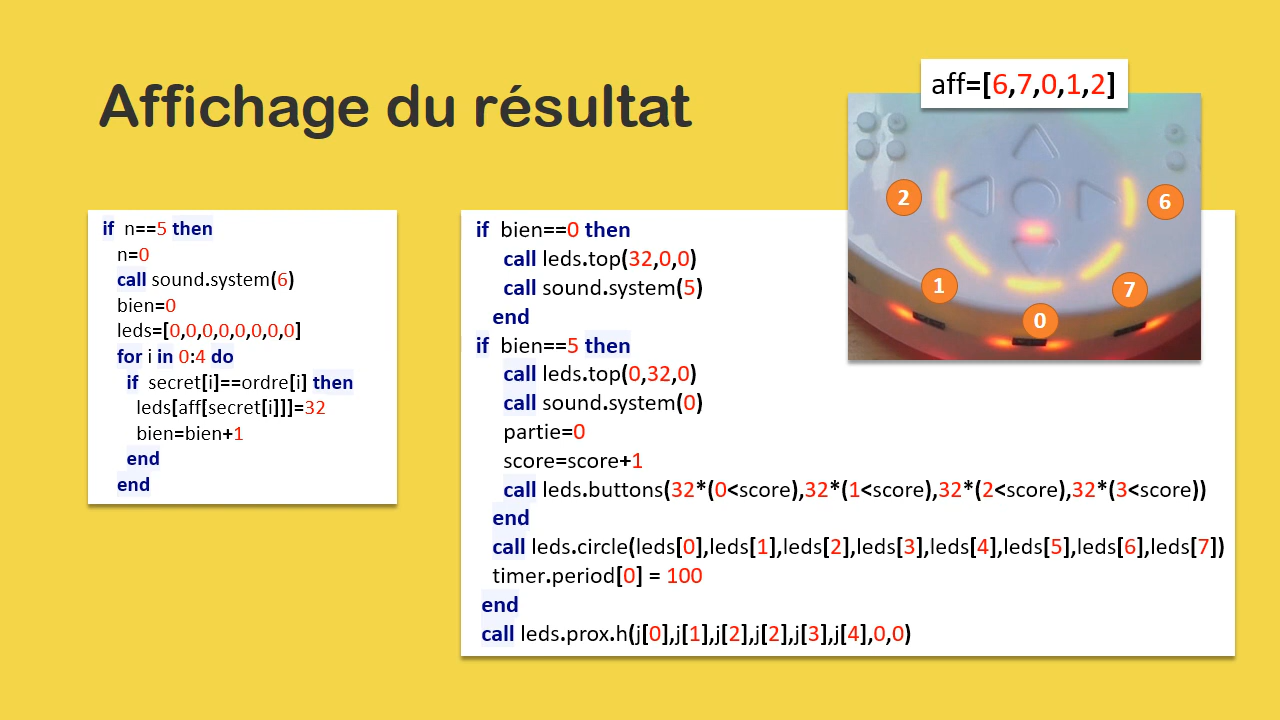 Affichage du résultat
aff=[6,7,0,1,2]
2
6
1
7
0
if n==5 then
n=0
call sound.system(6)
bien=0
leds=[0,0,0,0,0,0,0,0]
for i in 0:4 do
if secret[i]==ordre[i] then
leds[aff[secret[i]]]=32
bien=bien+1
end
end
if bien==0 then
call leds.top(32,0,0)
call sound.system(5)
end
if bien==5 then
call leds.top(0,32,0)
call sound.system(0)
partie=0
score=score+1
call leds.buttons(32*(0<score),32*(1<score),32*(2<score),32*(3<score))
end
call leds.circle(leds[0],leds[1],leds[2],leds[3],leds[4],leds[5],leds[6],leds[7])
timer.period[0] = 100
end
call leds.prox.h(j[0],j[1],j[2],j[2],j[3],j[4],0,0)